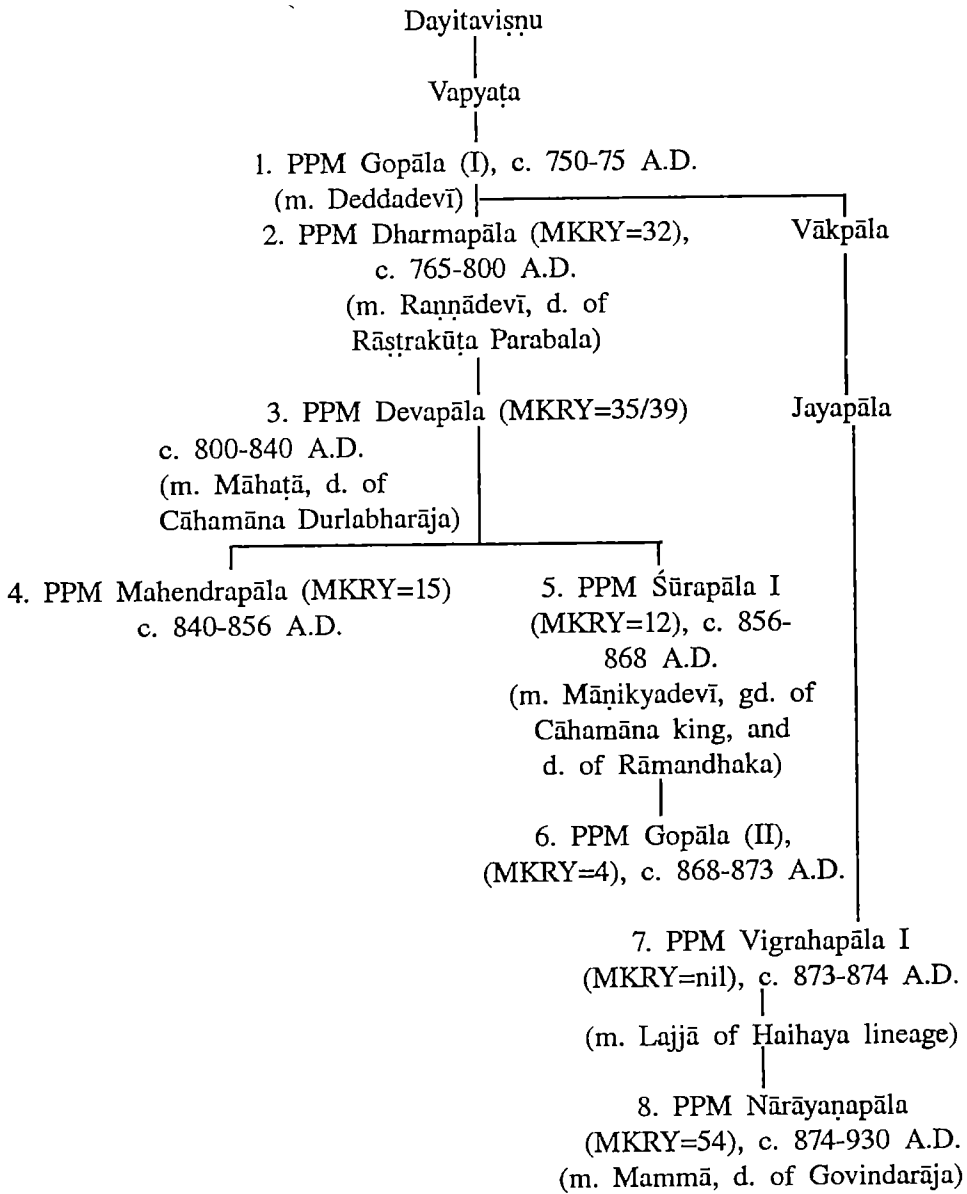 Dayitaviṣṇu
Vapyaṭa
1. PPM Gopāla (I), c. 750-75 A.D.
(m. Deddadevī)
2. PPM Dharmapāla (MKRY=32),
c. 765-800 A.D.
(m. Raṇṇādevī, d. of
Rāṣṭrakūṭa Parabala)
Vākpāla
3. PPM Devapāla (MKRY=35/39)
c. 800-840 A.D.
(m. Māhaṭā, d. of
Cāhamāna Durlabharāja)
Jayapāla
4. PPM Mahendrapāla (MKRY=15)
c. 840-856 A.D.
5. PPM Śūrapāla I
(MKRY=12), c. 856-
868 A.D.
(m. Māṇikyadevī, gd. of
Cāhamāna king, and
d. of Rāmandhaka)
6. PPM Gopāla (II),
(MKRY=4), c. 868-873 A.D.
7. PPM Vigrahapāla I
(MKRY=nil), c. 873-874 A.D.
(m. Lajjā of Haihaya lineage)
8. PPM Nārāyaṇapāla
(MKRY=54), c. 874-930 A.D.
(m. Mammā, d. of Govindarāja)